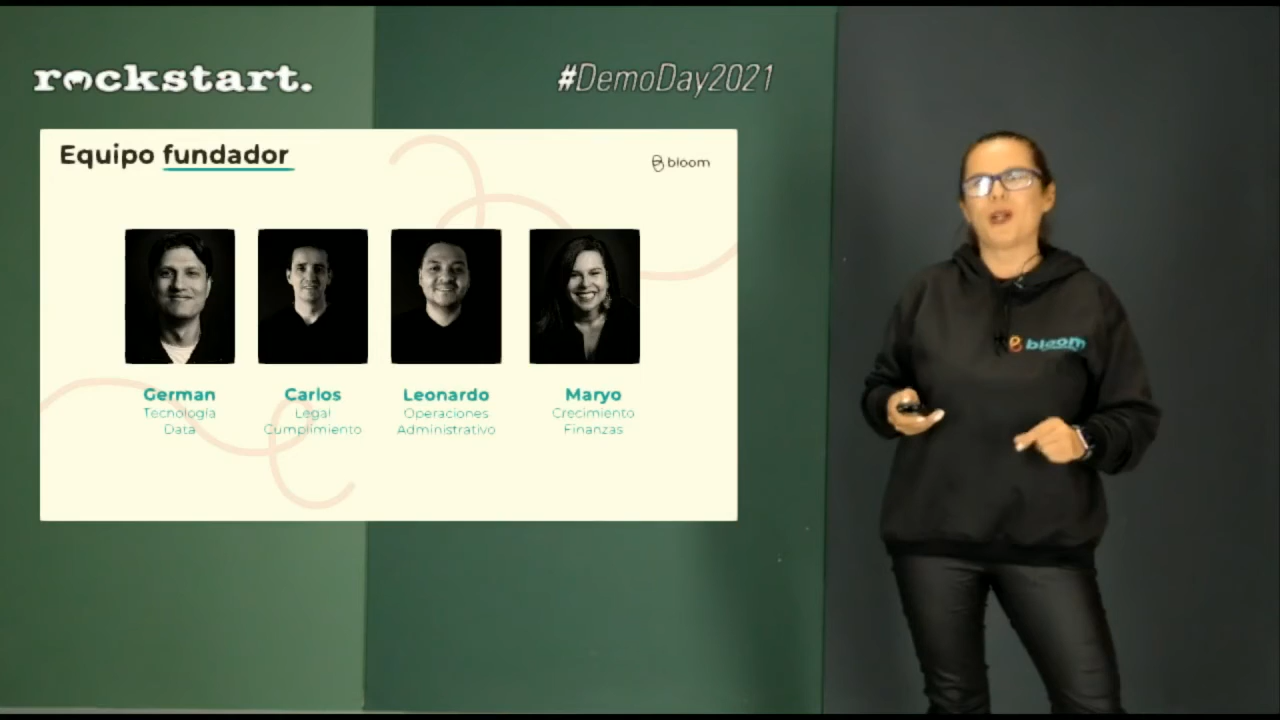 rockstart.
#DemoDay2021
Equipo fundador
bloom
German
Tecnología
Data
Carlos
Legal
Cumplimiento
Leonardo
Operaciones
Administrativo
Maryo
Crecimiento
Finanzas
bloom